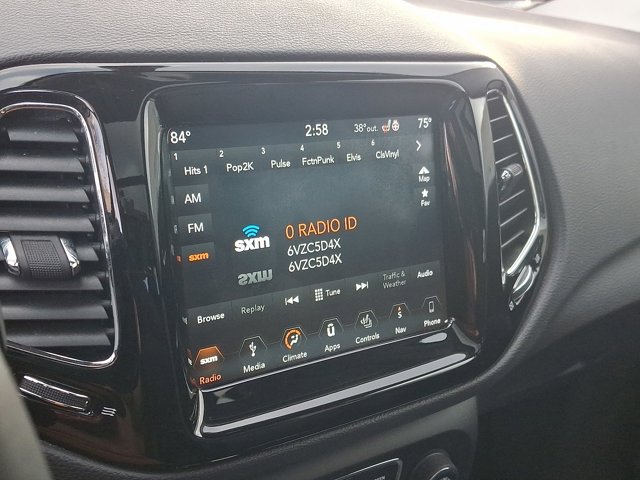 84° 2:58 38°out. 75°
1 2 3 4 5 6
Hits 1 Pop2K Pulse FctnPunk Elvis ClsVinyl
AM
Map
FM
Fav
sxm
sxm
0 RADIO ID
6VZC5D4X
6VZC5D4X
Browse Replay Tune Traffic & Weather Audio
sxm
Radio Media Climate Apps Controls Nav Phone